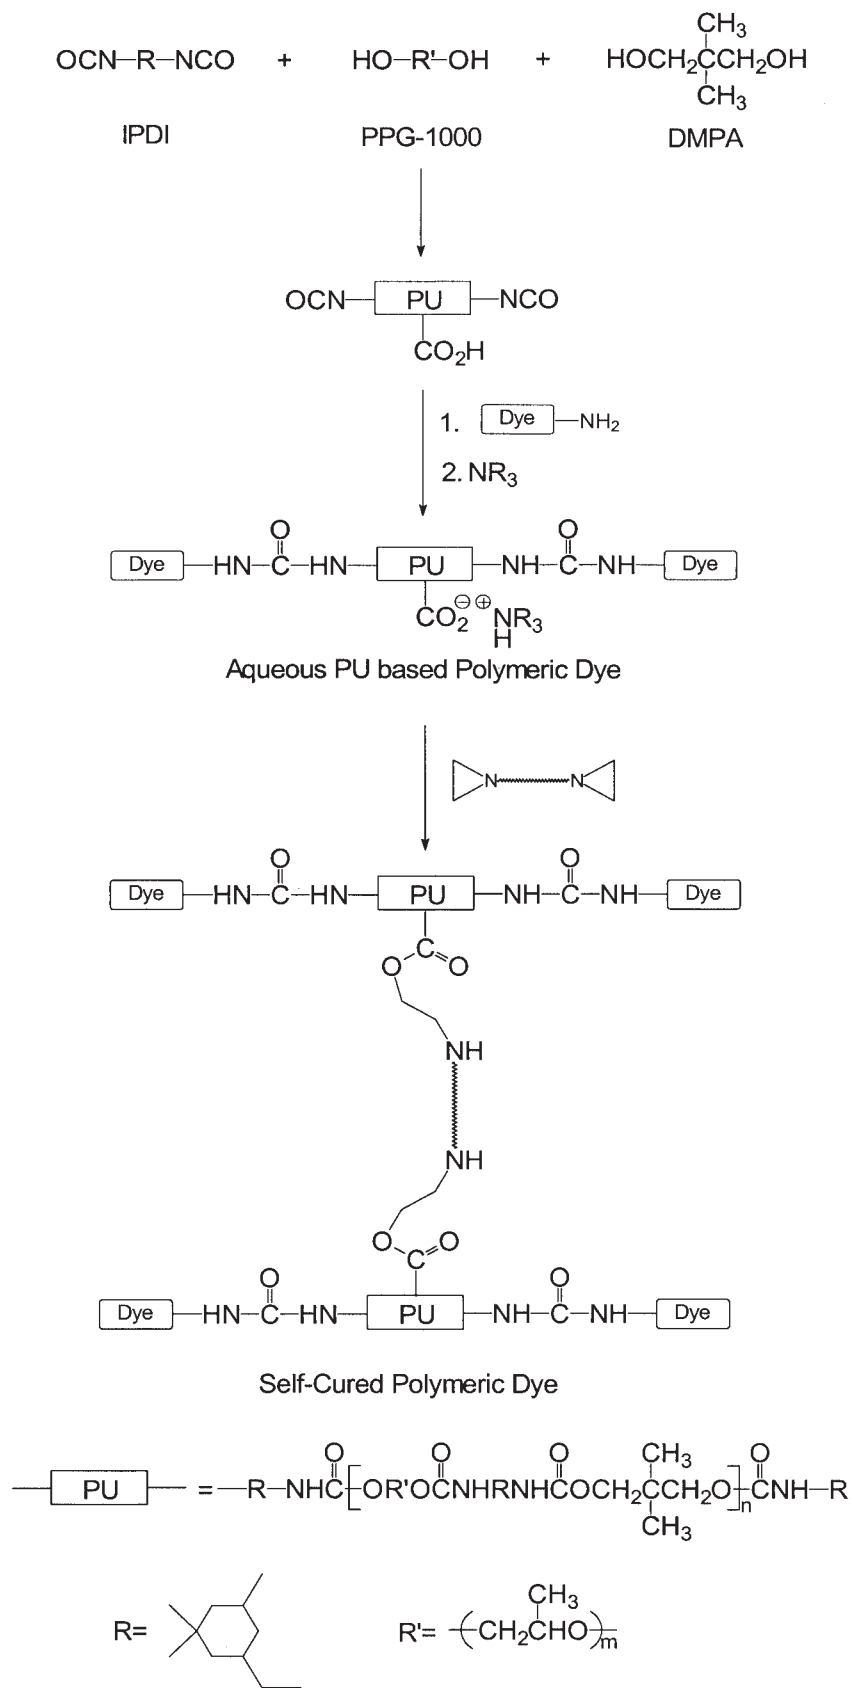 CH₃
OCN–R–NCO + HO–R'–OH + HOCH₂CCH₂OH
CH₃
IPDI PPG-1000 DMPA
OCN– PU –NCO
CO₂H
1. Dye –NH₂
2. NR₃
O O
Dye –HN–C–HN– PU –NH–C–NH– Dye
CO₂⊖ ⊕NR₃
H
Aqueous PU based Polymeric Dye
N N
O O
Dye –HN–C–HN– PU –NH–C–NH– Dye
C
O O
NH
NH
O O
C
O O
Dye –HN–C–HN– PU –NH–C–NH– Dye
Self-Cured Polymeric Dye
O O O CH₃ O
– PU – = –R–NHC[OR'OCNHRNHCOCH₂CCH₂O]ₙCNH–R
CH₃
CH₃
R= R'= –(CH₂CHO)ₘ–